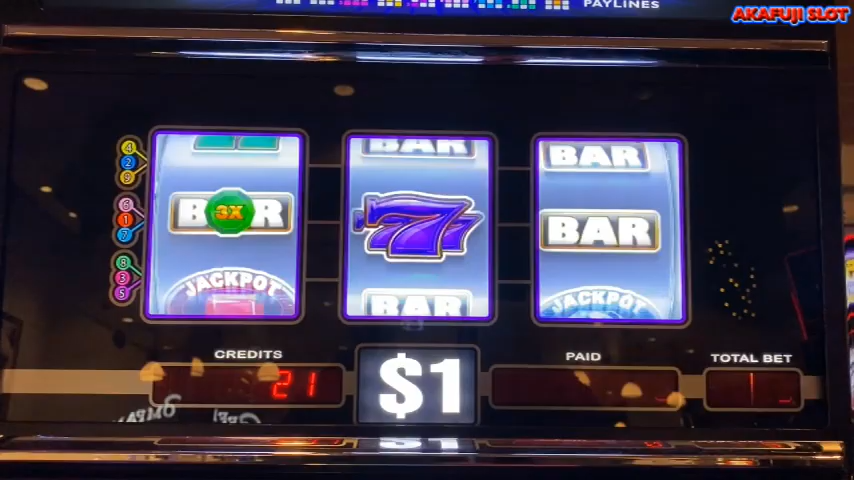 PAYLINES
AKAFUJI SLOT
BAR
BAR
4
2
9
6
1
7
8
3
5
3X
BAR
BAR
JACKPOT
BAR
JACKPOT
CREDITS
PAID
TOTAL BET
21
$1